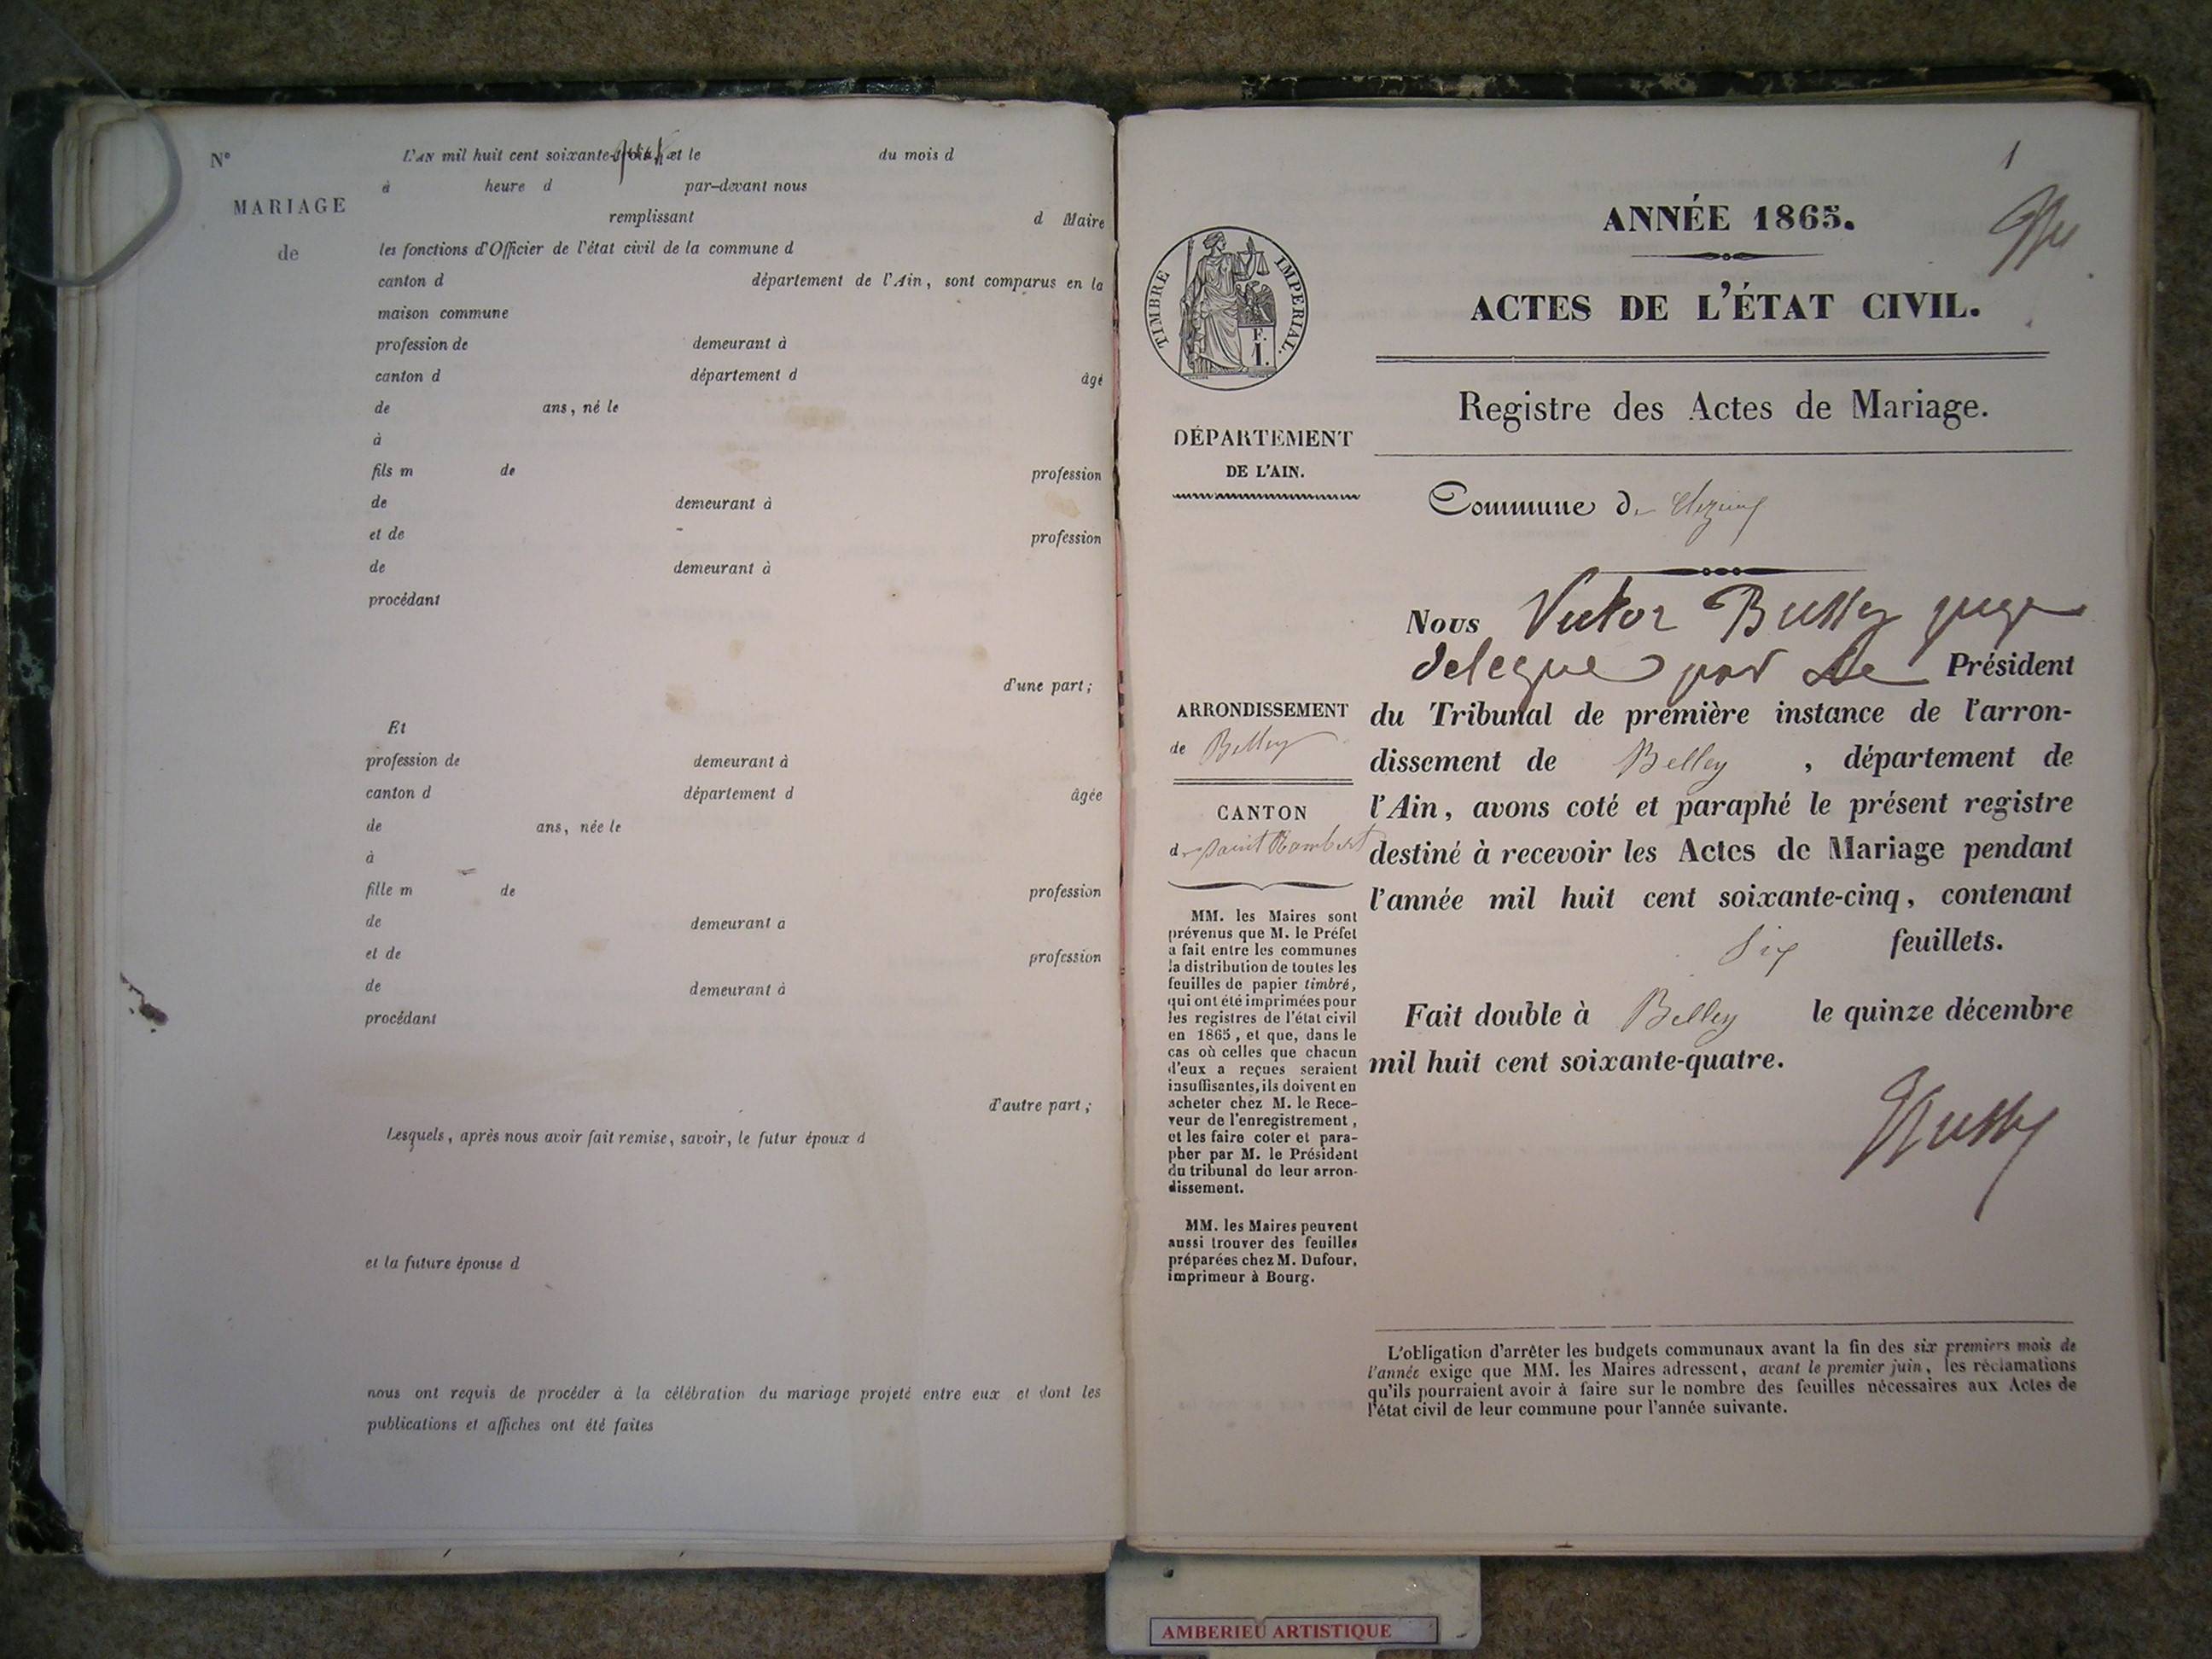 N°
L'AN mil huit cent soixante- et le du mois d
à heure d par-devant nous
MARIAGE
remplissant d Maire
de
les fonctions d'Officier de l'état civil de la commune d
canton d département de l'Ain, sont comparus en la
maison commune
profession de demeurant à
canton d département d âgé
de ans, né le
à
fils m de profession
de demeurant à
et de profession
de demeurant à
procédant
d'une part;
Et
profession de demeurant à
canton d département d âgée
de ans, née le
à
fille m de profession
de demeurant a
et de profession
de demeurant à
procédant
d'autre part;
Lesquels, après nous avoir fait remise, savoir, le futur époux d
et la future épouse d
nous ont requis de procéder à la célébration du mariage projeté entre eux et dont les
publications et affiches ont été faites
1
ANNÉE 1865.
TIMBRE IMPÉRIAL.
E.
1.
ACTES DE L'ÉTAT CIVIL.
Registre des Actes de Mariage.
DÉPARTEMENT
DE L'AIN.
Commune de
Nous Victor Bussy juge
delegue par Le Président
du Tribunal de première instance de l'arron-
dissement de Belley, département de
l'Ain, avons coté et paraphé le présent registre
destiné à recevoir les Actes de Mariage pendant
l'année mil huit cent soixante-cinq, contenant
six feuillets.
Fait double à Belley le quinze décembre
mil huit cent soixante-quatre.
Bussy
ARRONDISSEMENT
de Belley
CANTON
de Saint Rambert
MM. les Maires sont
prévenus que M. le Préfet
a fait entre les communes
la distribution de toutes les
feuilles de papier timbré,
qui ont été imprimées pour
les registres de l'état civil
en 1865, et que, dans le
cas où celles que chacun
d'eux a reçues seraient
insuffisantes, ils doivent en
acheter chez M. le Rece-
veur de l'enregistrement,
et les faire coter et para-
pher par M. le Président
du tribunal de leur arron-
dissement.
MM. les Maires peuvent
aussi trouver des feuilles
préparées chez M. Dufour,
imprimeur à Bourg.
L'obligation d'arrêter les budgets communaux avant la fin des six premiers mois de
l'année exige que MM. les Maires adressent, avant le premier juin, les réclamations
qu'ils pourraient avoir à faire sur le nombre des feuilles nécessaires aux Actes de
l'état civil de leur commune pour l'année suivante.
AMBERIEU ARTISTIQUE